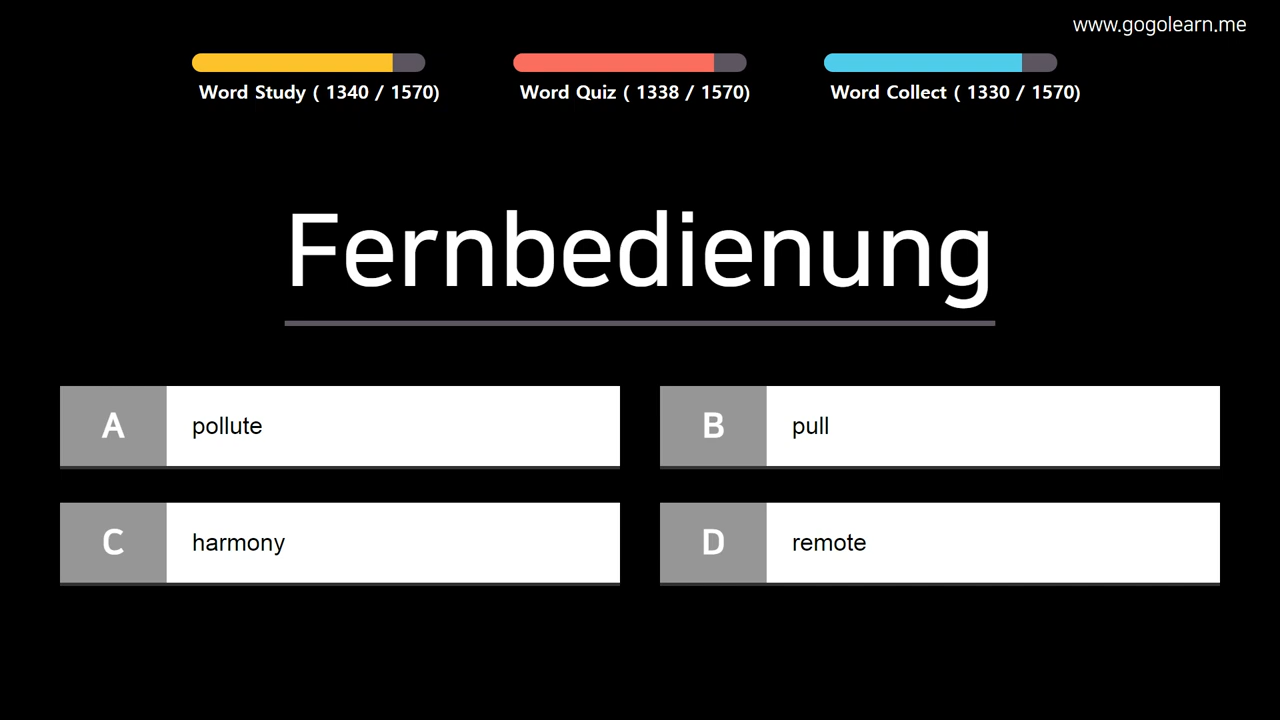 www.gogolearn.me
Word Study ( 1340 / 1570)
Word Quiz ( 1338 / 1570)
Word Collect ( 1330 / 1570)
Fernbedienung
A pollute
B pull
C harmony
D remote